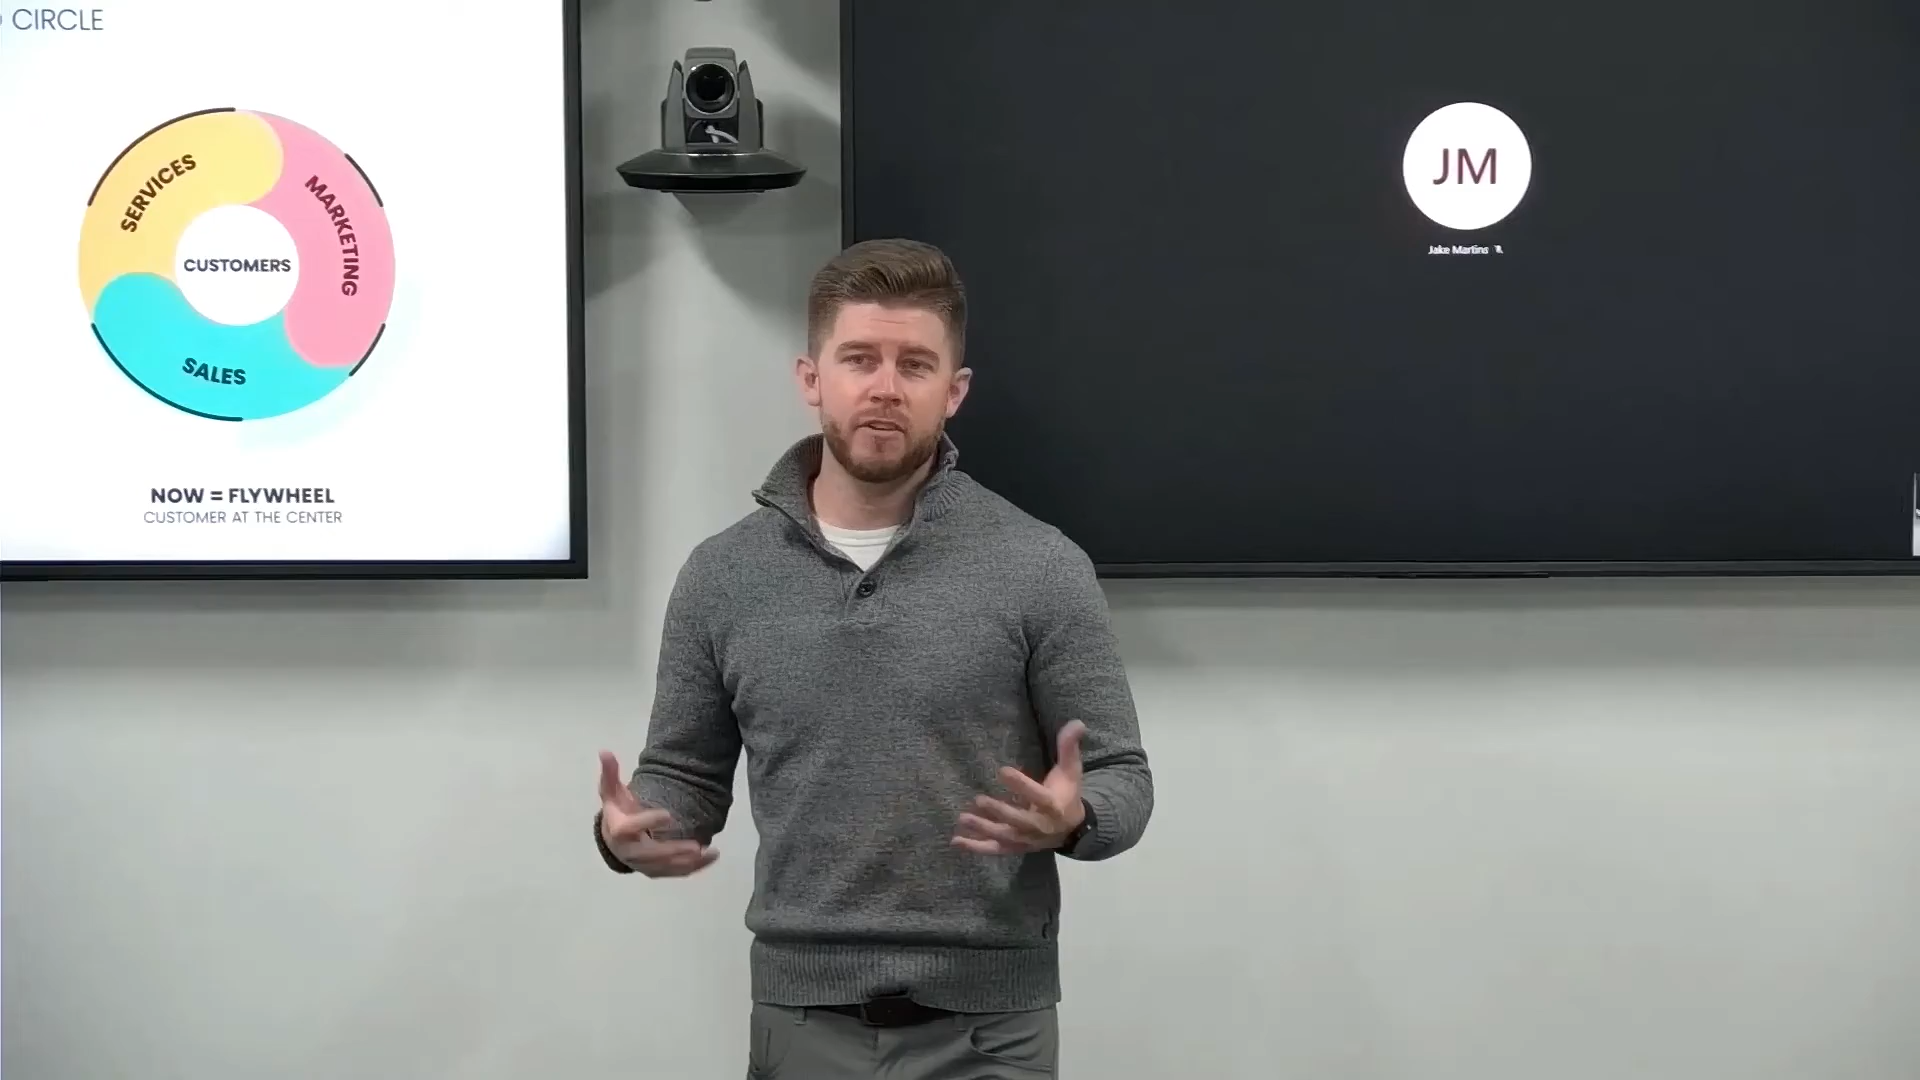 CIRCLE
SERVICES
MARKETING
CUSTOMERS
SALES
NOW = FLYWHEEL
CUSTOMER AT THE CENTER
JM
Jake Martins